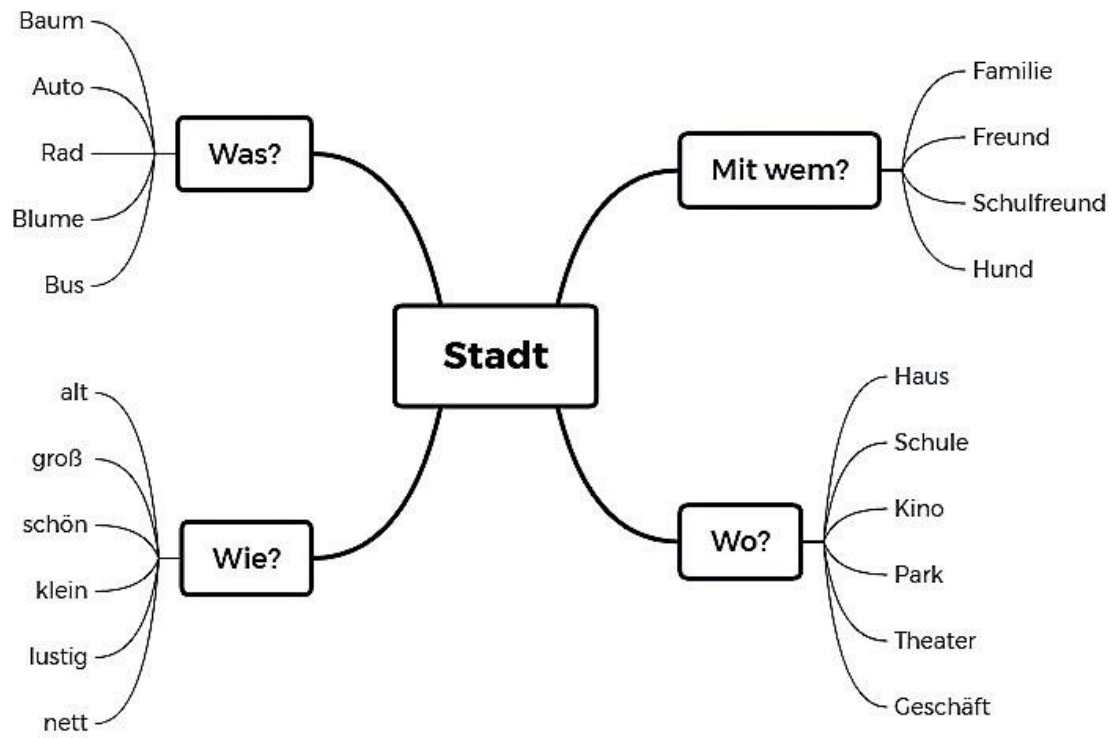 Stadt
Was?
Baum
Auto
Rad
Blume
Bus
Mit wem?
Familie
Freund
Schulfreund
Hund
Wie?
alt
groß
schön
klein
lustig
nett
Wo?
Haus
Schule
Kino
Park
Theater
Geschäft